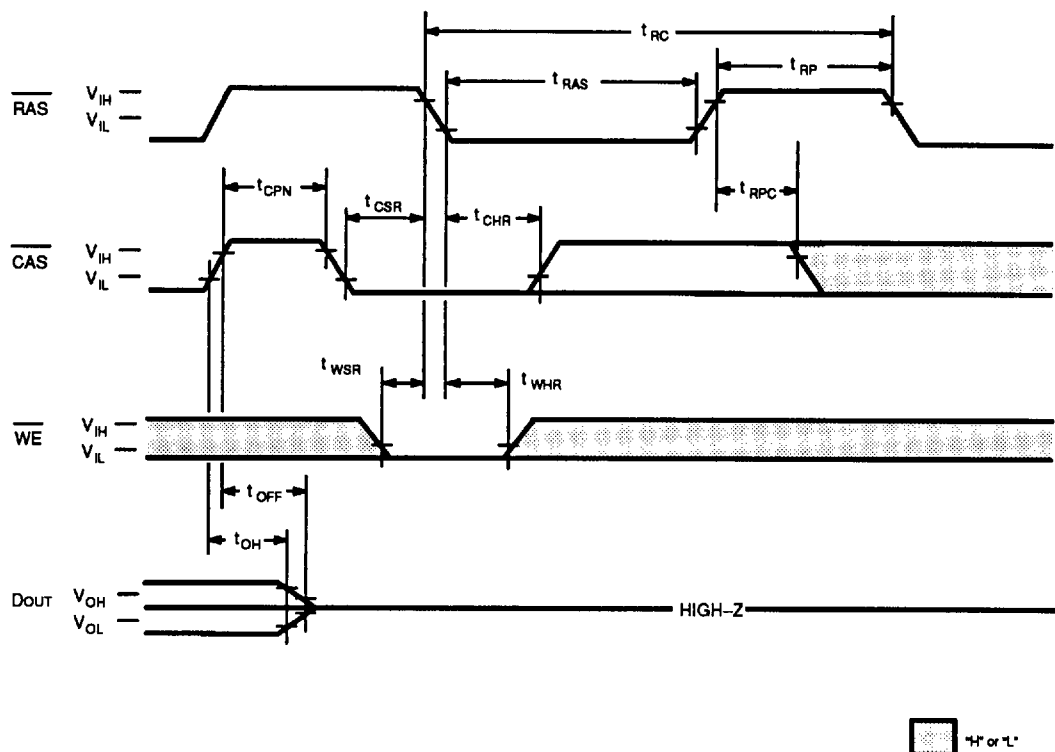 tRC
tRP
tRAS
RAS
VIH
VIL
tRPC
tCPN
tCSR
tCHR
CAS
VIH
VIL
tWSR
tWHR
WE
VIH
VIL
tOFF
tOH
DOUT
VOH
VOL
HIGH–Z
"H" or "L"